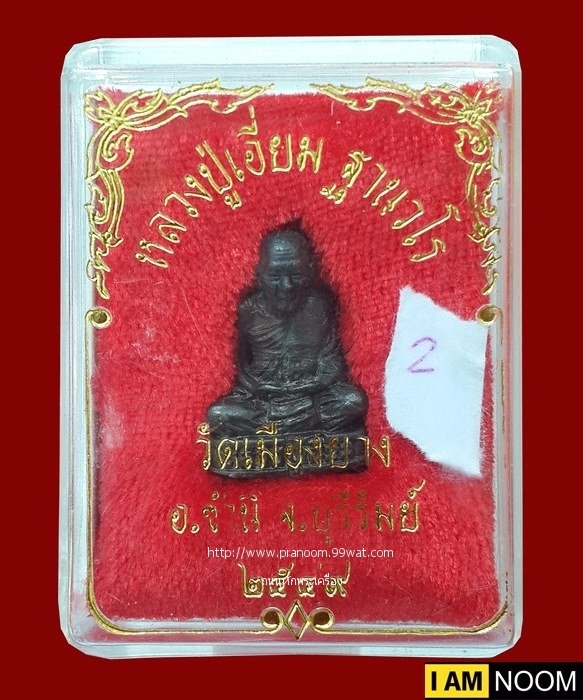 หลวงปู่เอี่ยม ฐานวโร
2
วัดเมืองยาง
อ.ชำนิ จ.บุรีรัมย์
http://www.pranoom.99wat.com
๒๕๔๙
I AM NOOM